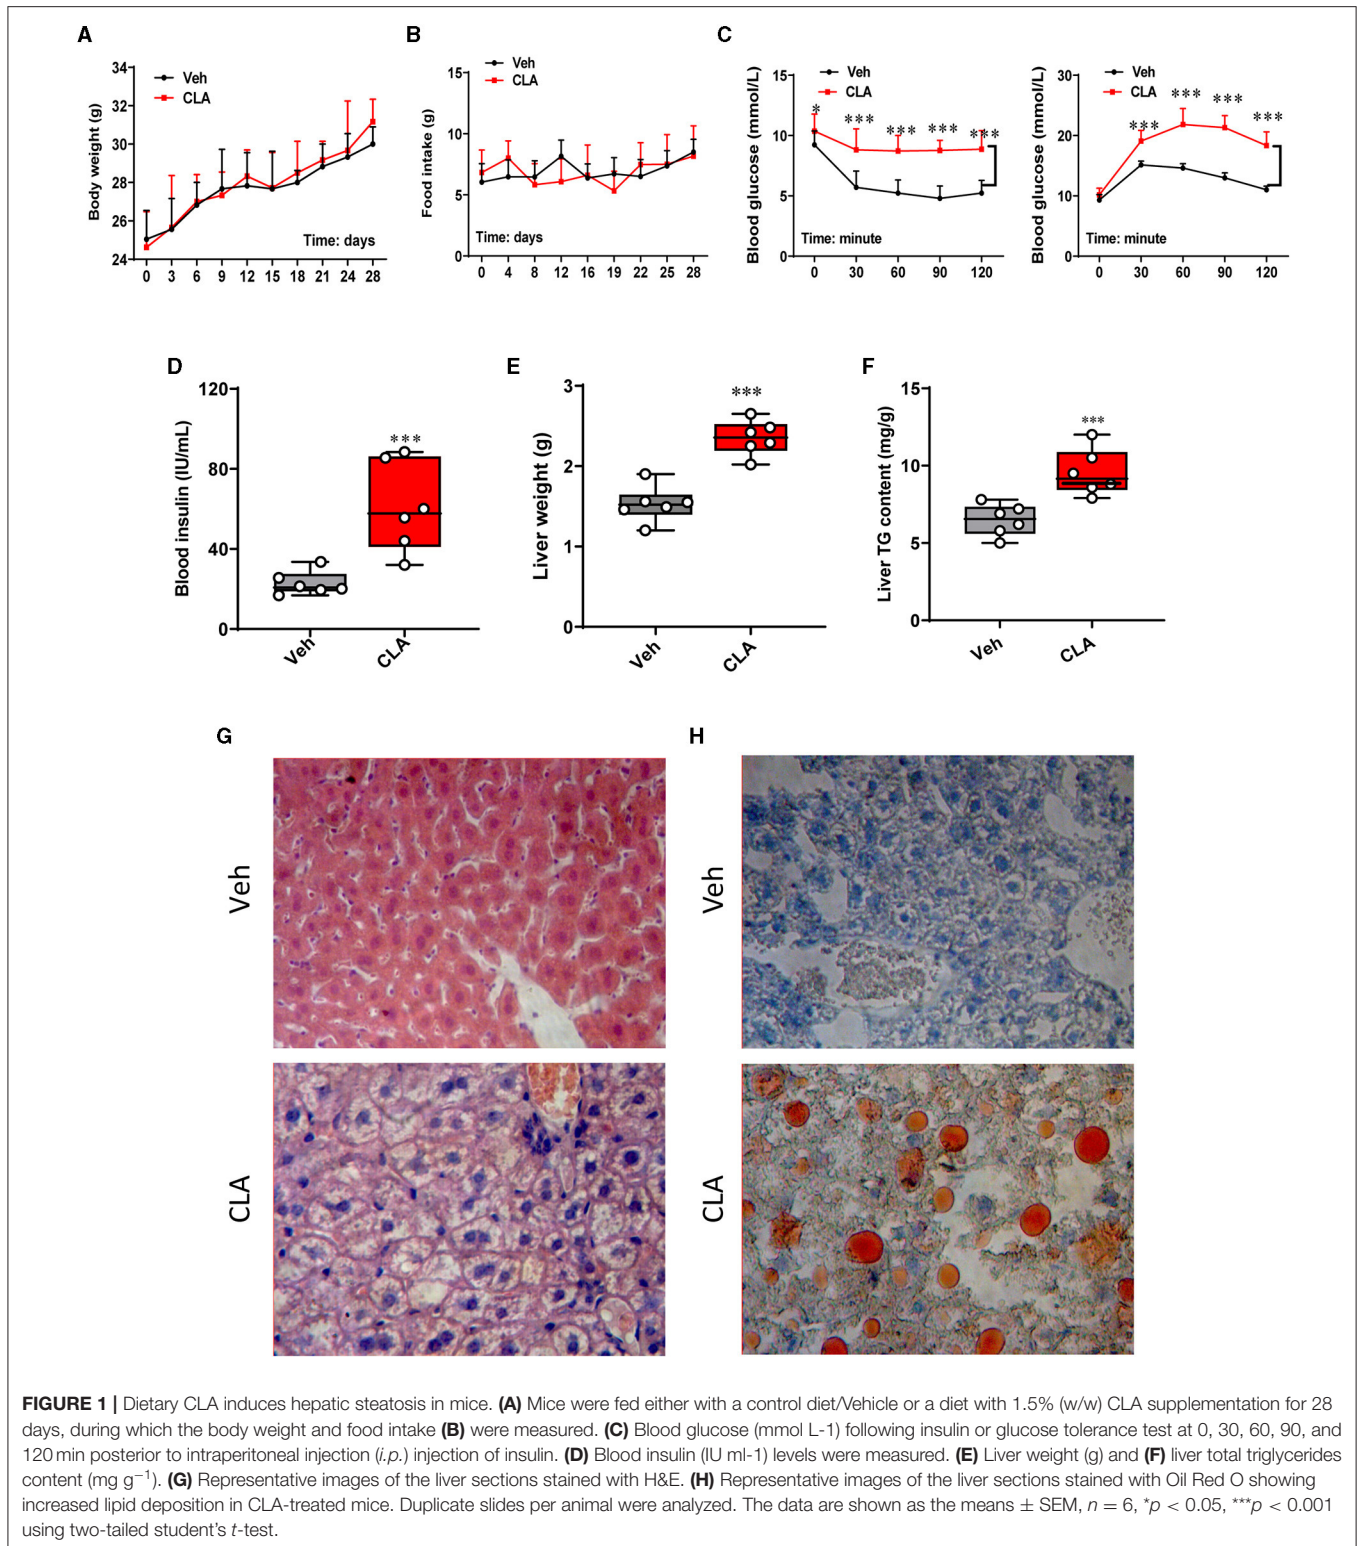 A
B
C
Veh
CLA
Body weight (g)
34
32
30
28
26
24
Time: days
0 3 6 9 12 15 18 21 24 28
Veh
CLA
Food intake (g)
15
10
5
0
Time: days
0 4 8 12 16 19 22 25 28
Veh
CLA
Blood glucose (mmol/L)
15
10
5
0
* *** *** *** ***
Time: minute
0 30 60 90 120
Veh
CLA
Blood glucose (mmol/L)
30
20
10
0
*** *** *** ***
Time: minute
0 30 60 90 120
D
E
F
Blood insulin (IU/mL)
120
80
40
0
***
Veh CLA
Liver weight (g)
3
2
1
0
***
Veh CLA
Liver TG content (mg/g)
15
10
5
0
***
Veh CLA
G
H
Veh
Veh
CLA
CLA
FIGURE 1 | Dietary CLA induces hepatic steatosis in mice. (A) Mice were fed either with a control diet/Vehicle or a diet with 1.5% (w/w) CLA supplementation for 28
days, during which the body weight and food intake (B) were measured. (C) Blood glucose (mmol L-1) following insulin or glucose tolerance test at 0, 30, 60, 90, and
120 min posterior to intraperitoneal injection (i.p.) injection of insulin. (D) Blood insulin (IU ml-1) levels were measured. (E) Liver weight (g) and (F) liver total triglycerides
content (mg g−1). (G) Representative images of the liver sections stained with H&E. (H) Representative images of the liver sections stained with Oil Red O showing
increased lipid deposition in CLA-treated mice. Duplicate slides per animal were analyzed. The data are shown as the means ± SEM, n = 6, *p < 0.05, ***p < 0.001
using two-tailed student's t-test.